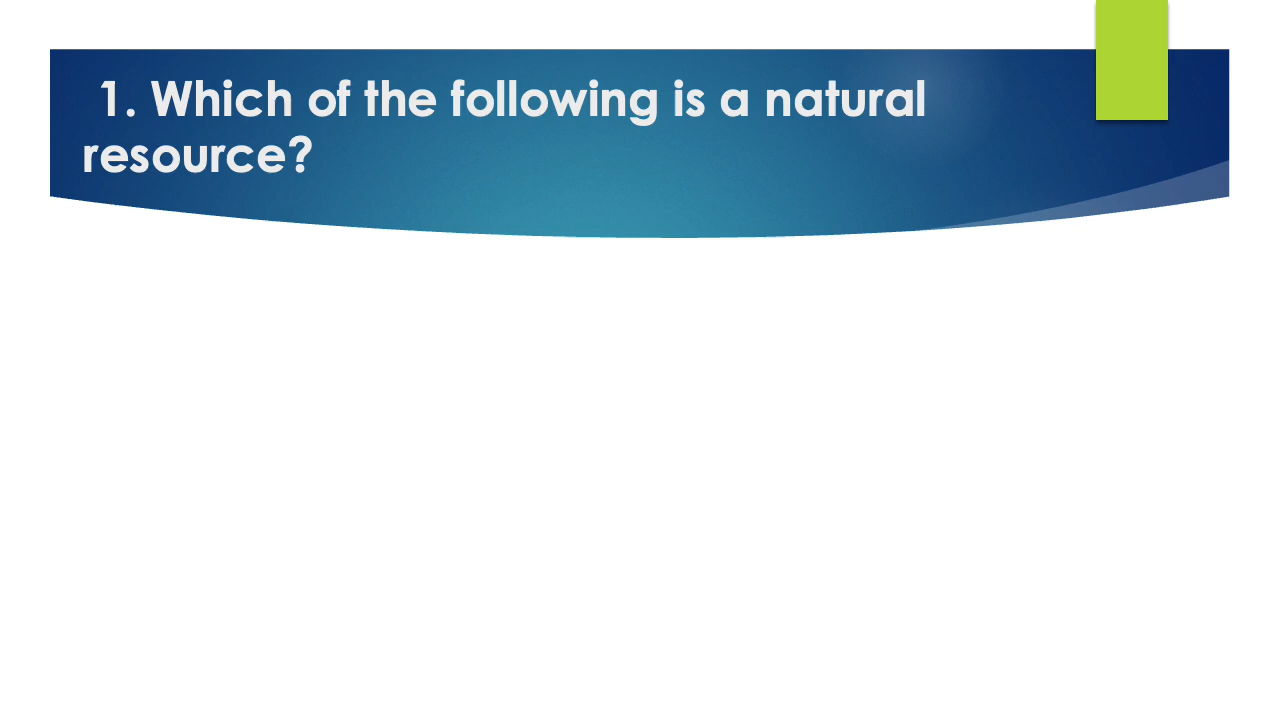 1. Which of the following is a natural
resource?